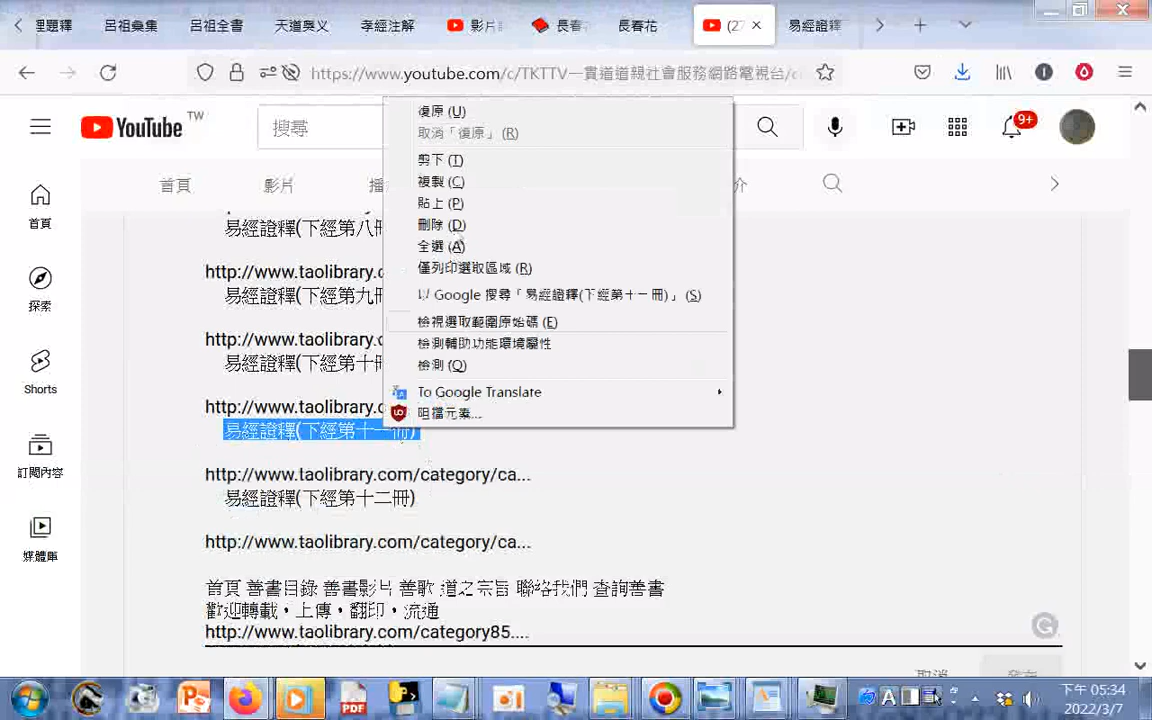 里題釋 呂祖彙集 呂祖全書 天道奧义 孝經注解 影片 長春 長春花 (27 易經證釋
https://www.youtube.com/c/TKTTV一貫道道親社會服務網路電視台/c
YouTube TW 搜尋 9+
首頁 影片 播 介
復原 (U)
取消「復原」 (R)
剪下 (T)
複製 (C)
貼上 (P)
刪除 (D)
全選 (A)
僅列印選取區域 (R)
以 Google 搜尋「易經證釋(下經第十一冊)」 (S)
檢視選取範圍原始碼 (E)
檢測輔助功能環境屬性
檢測 (Q)
To Google Translate
阻擋元素...
首頁
探索
Shorts
訂閱內容
媒體庫
易經證釋(下經第八冊
http://www.taolibrary.c
易經證釋(下經第九冊
http://www.taolibrary.c
易經證釋(下經第十冊
http://www.taolibrary.c
易經證釋(下經第十一冊)
http://www.taolibrary.com/category/ca...
易經證釋(下經第十二冊)
http://www.taolibrary.com/category/ca...
首頁 善書目錄 善書影片 善歌 道之宗旨 聯絡我們 查詢善書
歡迎轉載，上傳，翻印，流通
http://www.taolibrary.com/category85....
取消 發布
下午 05:34
2022/3/7